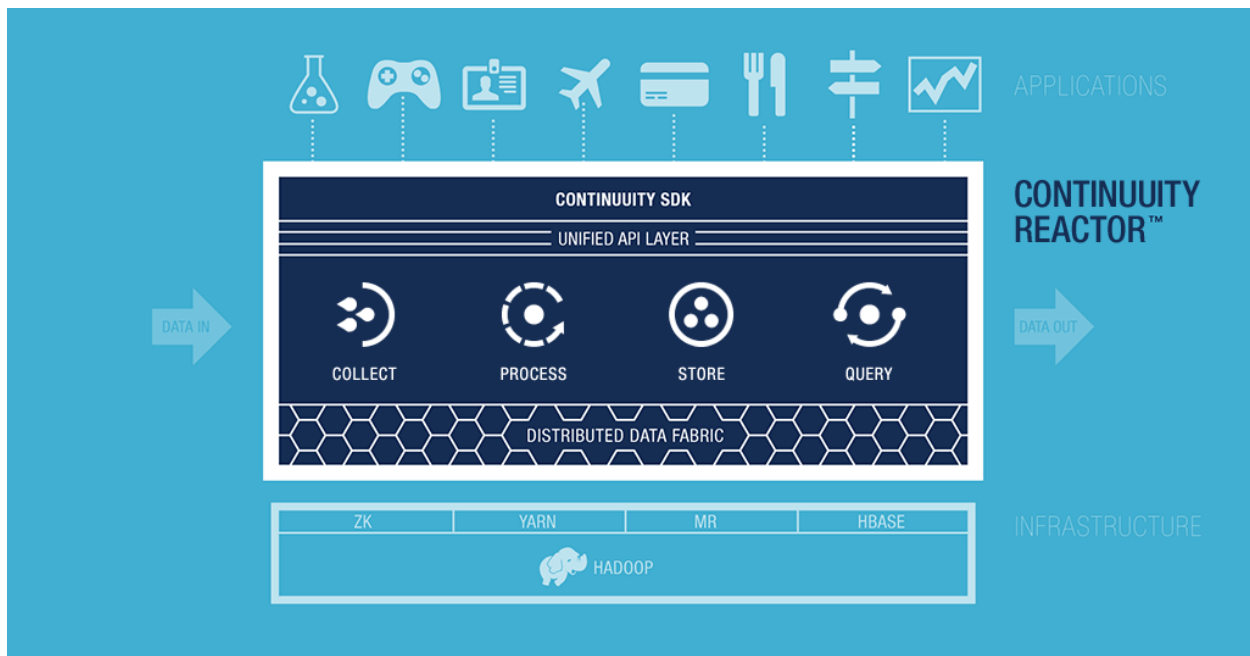 APPLICATIONS
CONTINUUITY SDK
CONTINUUITY
REACTOR™
UNIFIED API LAYER
DATA IN
DATA OUT
COLLECT
PROCESS
STORE
QUERY
DISTRIBUTED DATA FABRIC
ZK
YARN
MR
HBASE
INFRASTRUCTURE
HADOOP